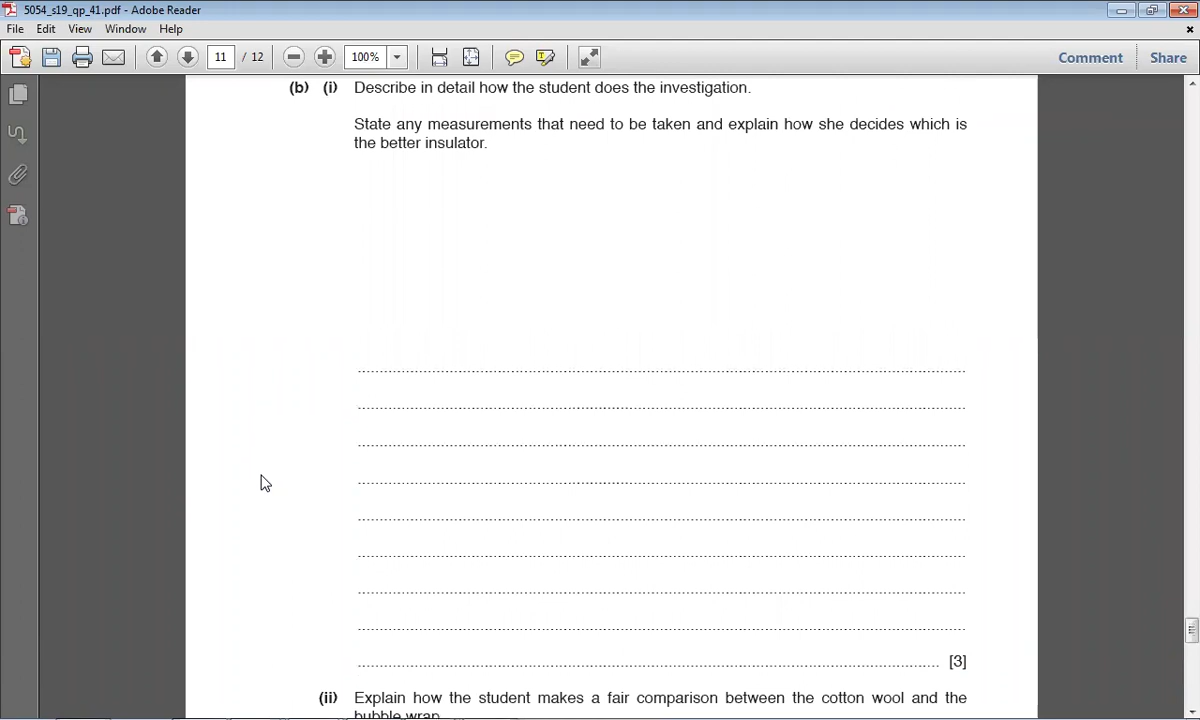 5054_s19_qp_41.pdf - Adobe Reader
File Edit View Window Help
11 / 12 100% Comment Share
(b) (i) Describe in detail how the student does the investigation.
State any measurements that need to be taken and explain how she decides which is
the better insulator.
[3]
(ii) Explain how the student makes a fair comparison between the cotton wool and the
bubble wrap